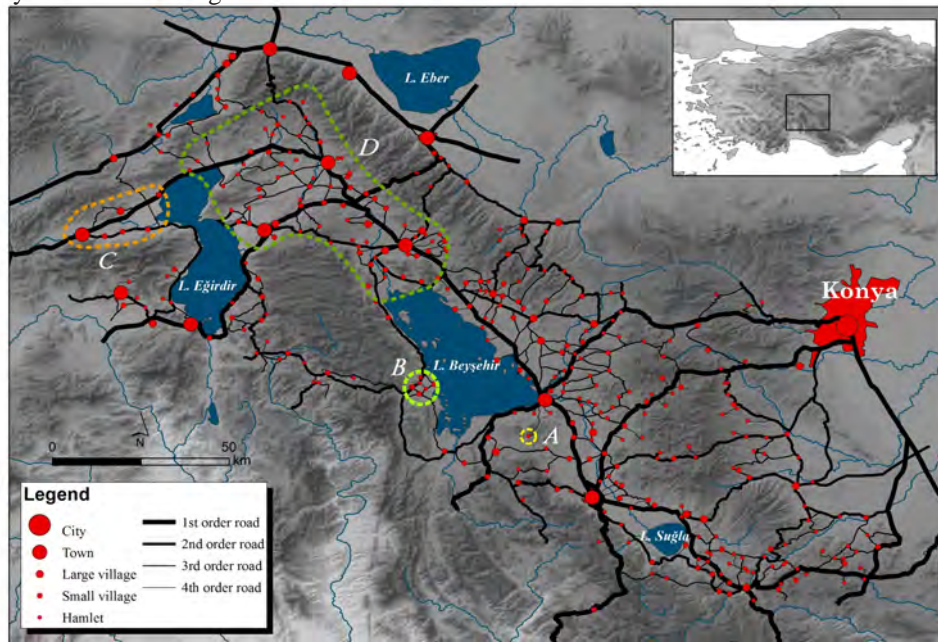 L. Eber
D
C
L. Eğirdir
Konya
B
L. Beyşehir
A
N
0
50
km
L. Suğla
Legend
City
Town
Large village
Small village
Hamlet
1st order road
2nd order road
3rd order road
4th order road